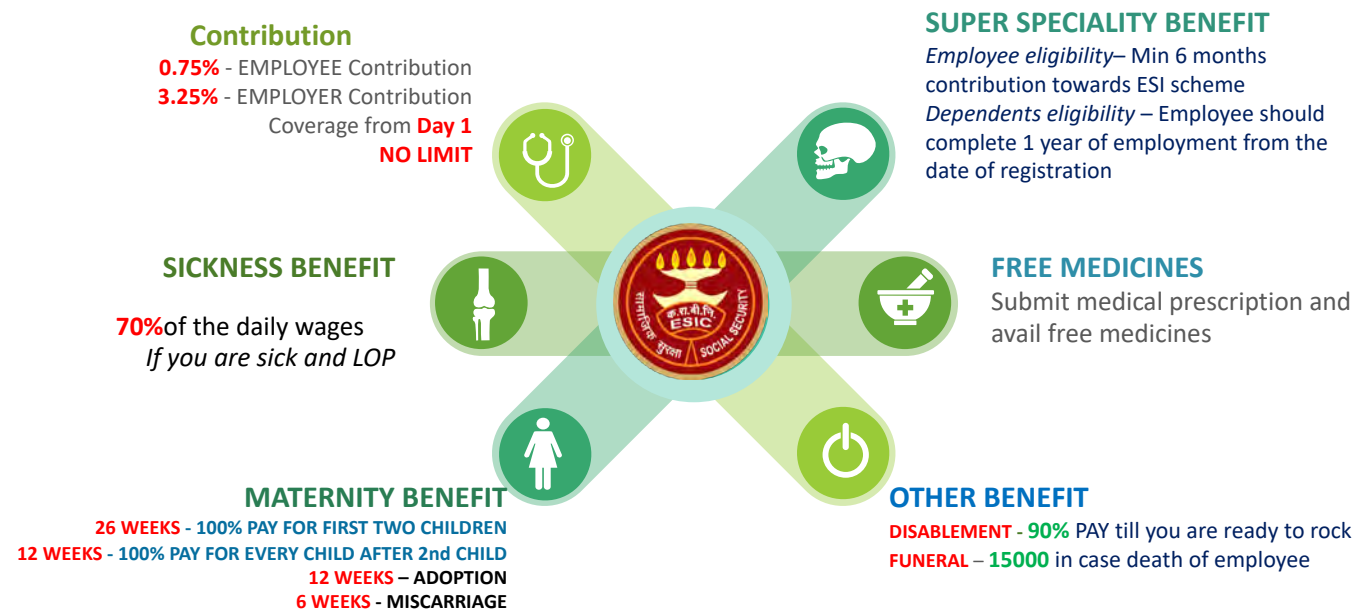 Contribution
0.75% - EMPLOYEE Contribution
3.25% - EMPLOYER Contribution
Coverage from Day 1
NO LIMIT
SUPER SPECIALITY BENEFIT
Employee eligibility– Min 6 months
contribution towards ESI scheme
Dependents eligibility – Employee should
complete 1 year of employment from the
date of registration
SICKNESS BENEFIT
70%of the daily wages
If you are sick and LOP
सामाजिक सुरक्षा
क.रा.बी.नि.
ESIC
SOCIAL SECURITY
FREE MEDICINES
Submit medical prescription and
avail free medicines
MATERNITY BENEFIT
26 WEEKS - 100% PAY FOR FIRST TWO CHILDREN
12 WEEKS - 100% PAY FOR EVERY CHILD AFTER 2nd CHILD
12 WEEKS – ADOPTION
6 WEEKS - MISCARRIAGE
OTHER BENEFIT
DISABLEMENT - 90% PAY till you are ready to rock
FUNERAL – 15000 in case death of employee